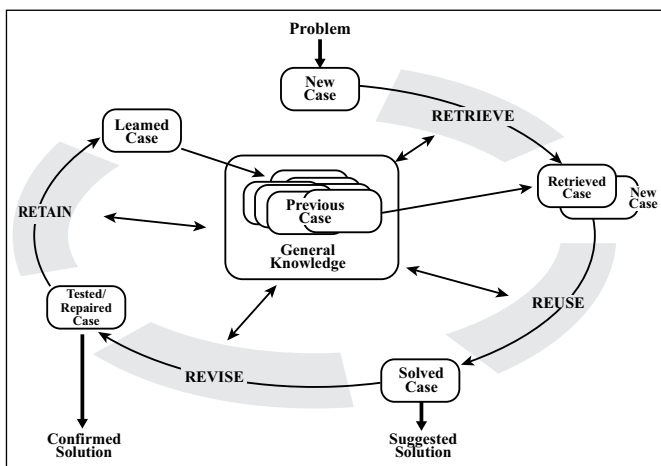 Problem
New
Case
RETRIEVE
Leamed
Case
Retrieved
Case
New
Case
Previous
Case
General
Knowledge
RETAIN
Tested/
Repaired
Case
REUSE
REVISE
Solved
Case
Confirmed
Solution
Suggested
Solution